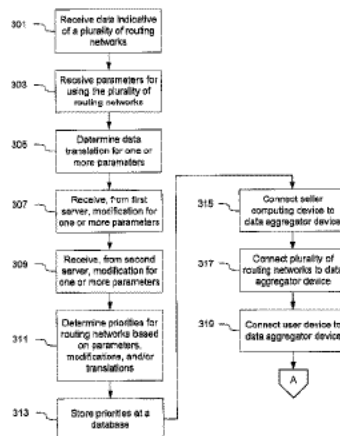 301
Receive data indicative
of a plurality of routing
networks
303
Receive parameters for
using the plurality of
routing networks
305
Determine data
translation for one or
more parameters
307
Receive, from first
server, modification for
one or more parameters
309
Receive, from second
server, modification for
one or more parameters
311
Determine priorities for
routing networks based
on parameters,
modifications, and/or
translations
313
Store priorities at a
database
315
Connect seller
computing device to
data aggregator device
317
Connect plurality of
routing networks to data
aggregator device
319
Connect user device to
data aggregator device
A